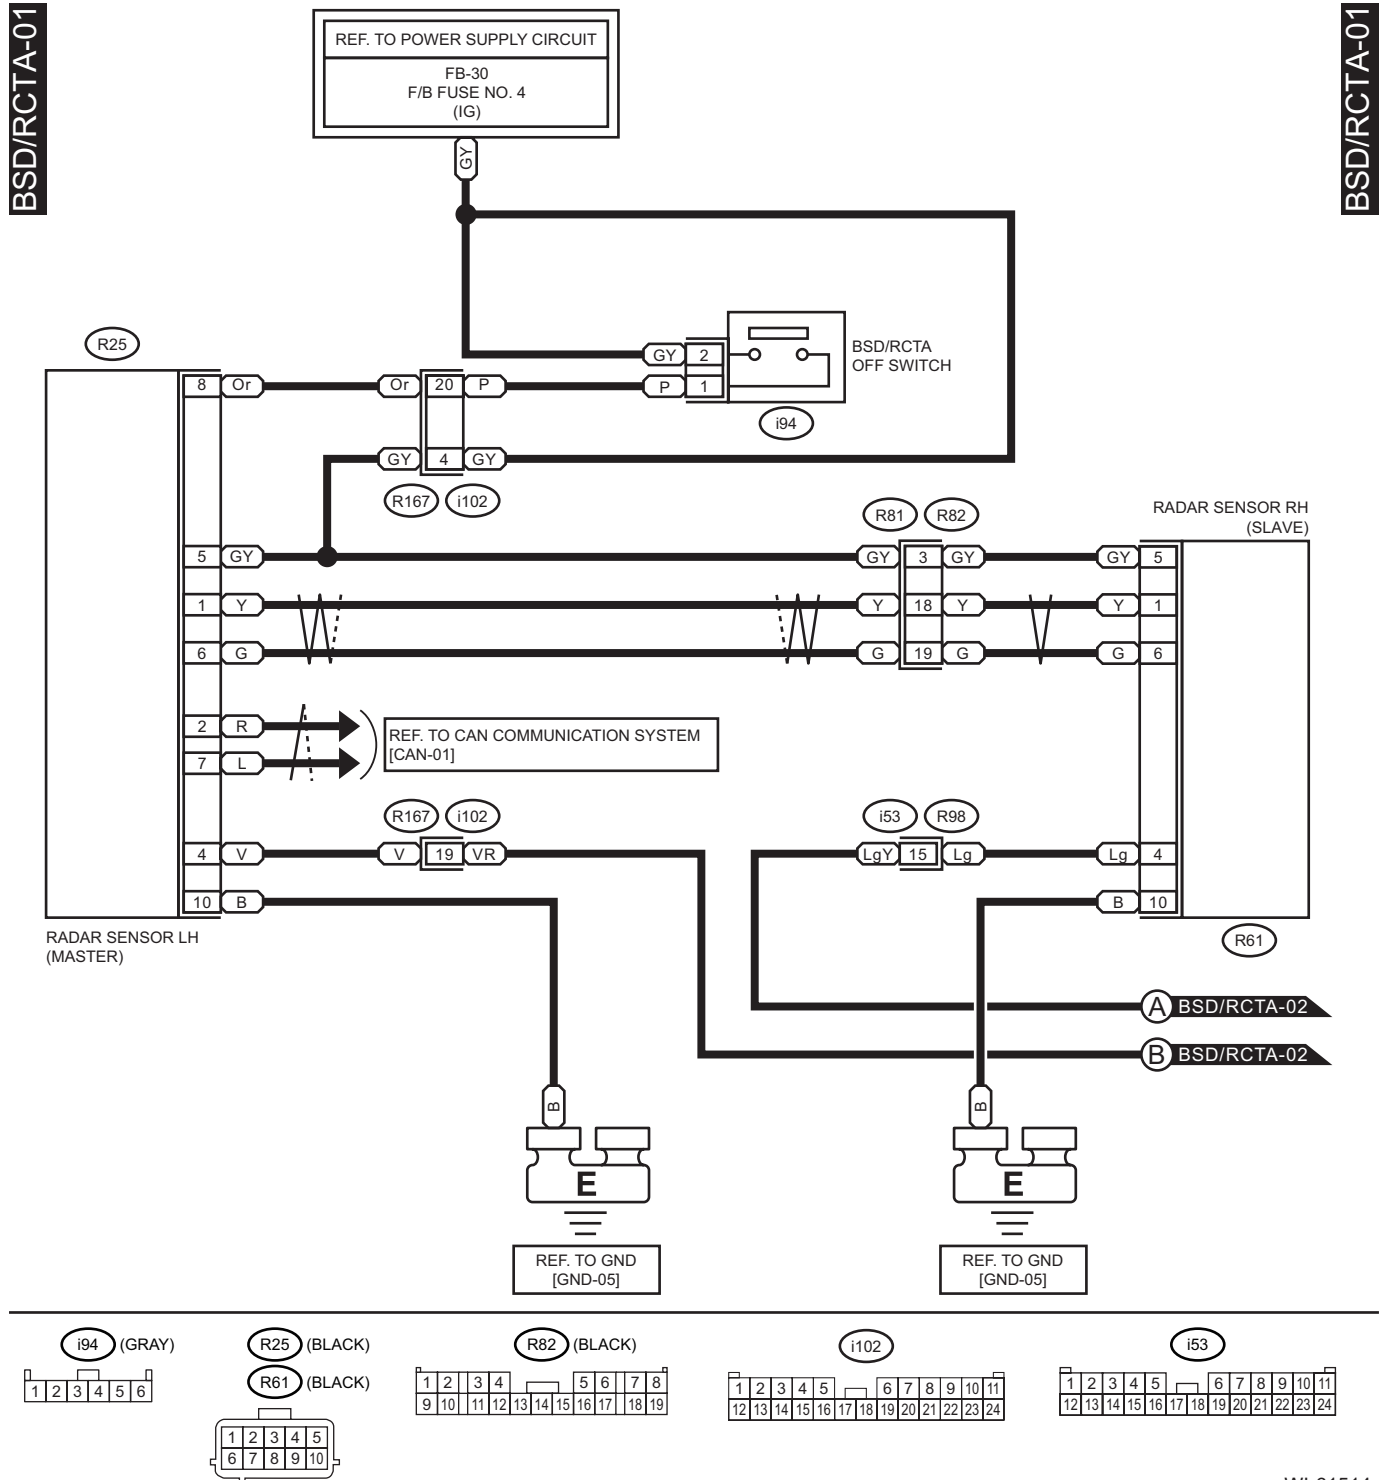 BSD/RCTA-01
BSD/RCTA-01
REF. TO POWER SUPPLY CIRCUIT
FB-30
F/B FUSE NO. 4
(IG)
GY
R25
GY 2
BSD/RCTA
OFF SWITCH
8 Or Or 20 P P 1
i94
GY 4 GY
R167 i102
R81 R82
RADAR SENSOR RH
(SLAVE)
5 GY GY 3 GY GY 5
1 Y Y 18 Y Y 1
6 G G 19 G G 6
2 R
REF. TO CAN COMMUNICATION SYSTEM
[CAN-01]
7 L
R167 i102 i53 R98
4 V V 19 VR LgY 15 Lg Lg 4
10 B B 10
RADAR SENSOR LH
(MASTER)
R61
A BSD/RCTA-02
B BSD/RCTA-02
B B
E E
REF. TO GND
[GND-05]
REF. TO GND
[GND-05]
i94 (GRAY)
1 2 3 4 5 6
R25 (BLACK)
R61 (BLACK)
1 2 3 4 5
6 7 8 9 10
R82 (BLACK)
1 2 3 4 5 6 7 8
9 10 11 12 13 14 15 16 17 18 19
i102
1 2 3 4 5 6 7 8 9 10 11
12 13 14 15 16 17 18 19 20 21 22 23 24
i53
1 2 3 4 5 6 7 8 9 10 11
12 13 14 15 16 17 18 19 20 21 22 23 24